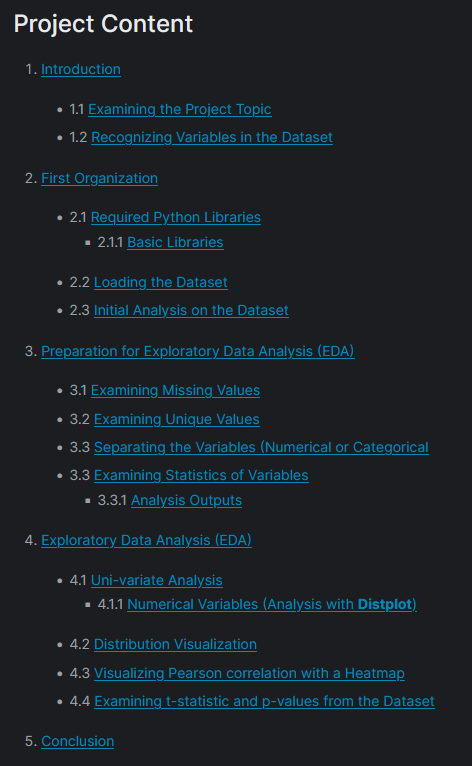 Project Content
1. Introduction
• 1.1 Examining the Project Topic
• 1.2 Recognizing Variables in the Dataset
2. First Organization
• 2.1 Required Python Libraries
▪ 2.1.1 Basic Libraries
• 2.2 Loading the Dataset
• 2.3 Initial Analysis on the Dataset
3. Preparation for Exploratory Data Analysis (EDA)
• 3.1 Examining Missing Values
• 3.2 Examining Unique Values
• 3.3 Separating the Variables (Numerical or Categorical
• 3.3 Examining Statistics of Variables
▪ 3.3.1 Analysis Outputs
4. Exploratory Data Analysis (EDA)
• 4.1 Uni-variate Analysis
▪ 4.1.1 Numerical Variables (Analysis with Distplot)
• 4.2 Distribution Visualization
• 4.3 Visualizing Pearson correlation with a Heatmap
• 4.4 Examining t-statistic and p-values from the Dataset
5. Conclusion